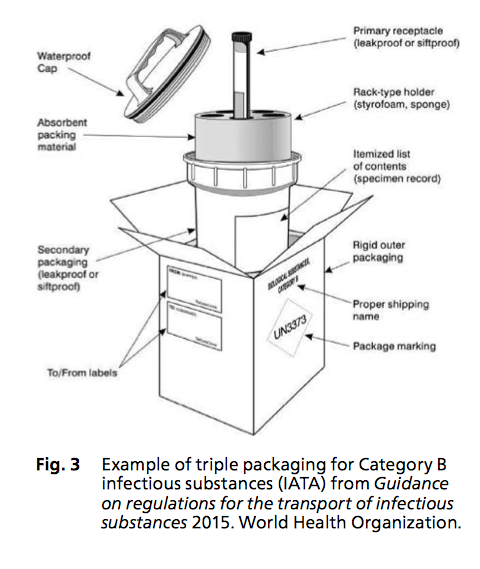 Waterproof
Cap
Primary receptacle
(leakproof or siftproof)
Rack-type holder
(styrofoam, sponge)
Absorbent
packing
material
Itemized list
of contents
(specimen record)
Secondary
packaging
(leakproof or
siftproof)
Rigid outer
packaging
BIOLOGICAL SUBSTANCES,
CATEGORY B
Proper shipping
name
UN3373
Package marking
To/From labels
Fig. 3 Example of triple packaging for Category B
infectious substances (IATA) from Guidance
on regulations for the transport of infectious
substances 2015. World Health Organization.